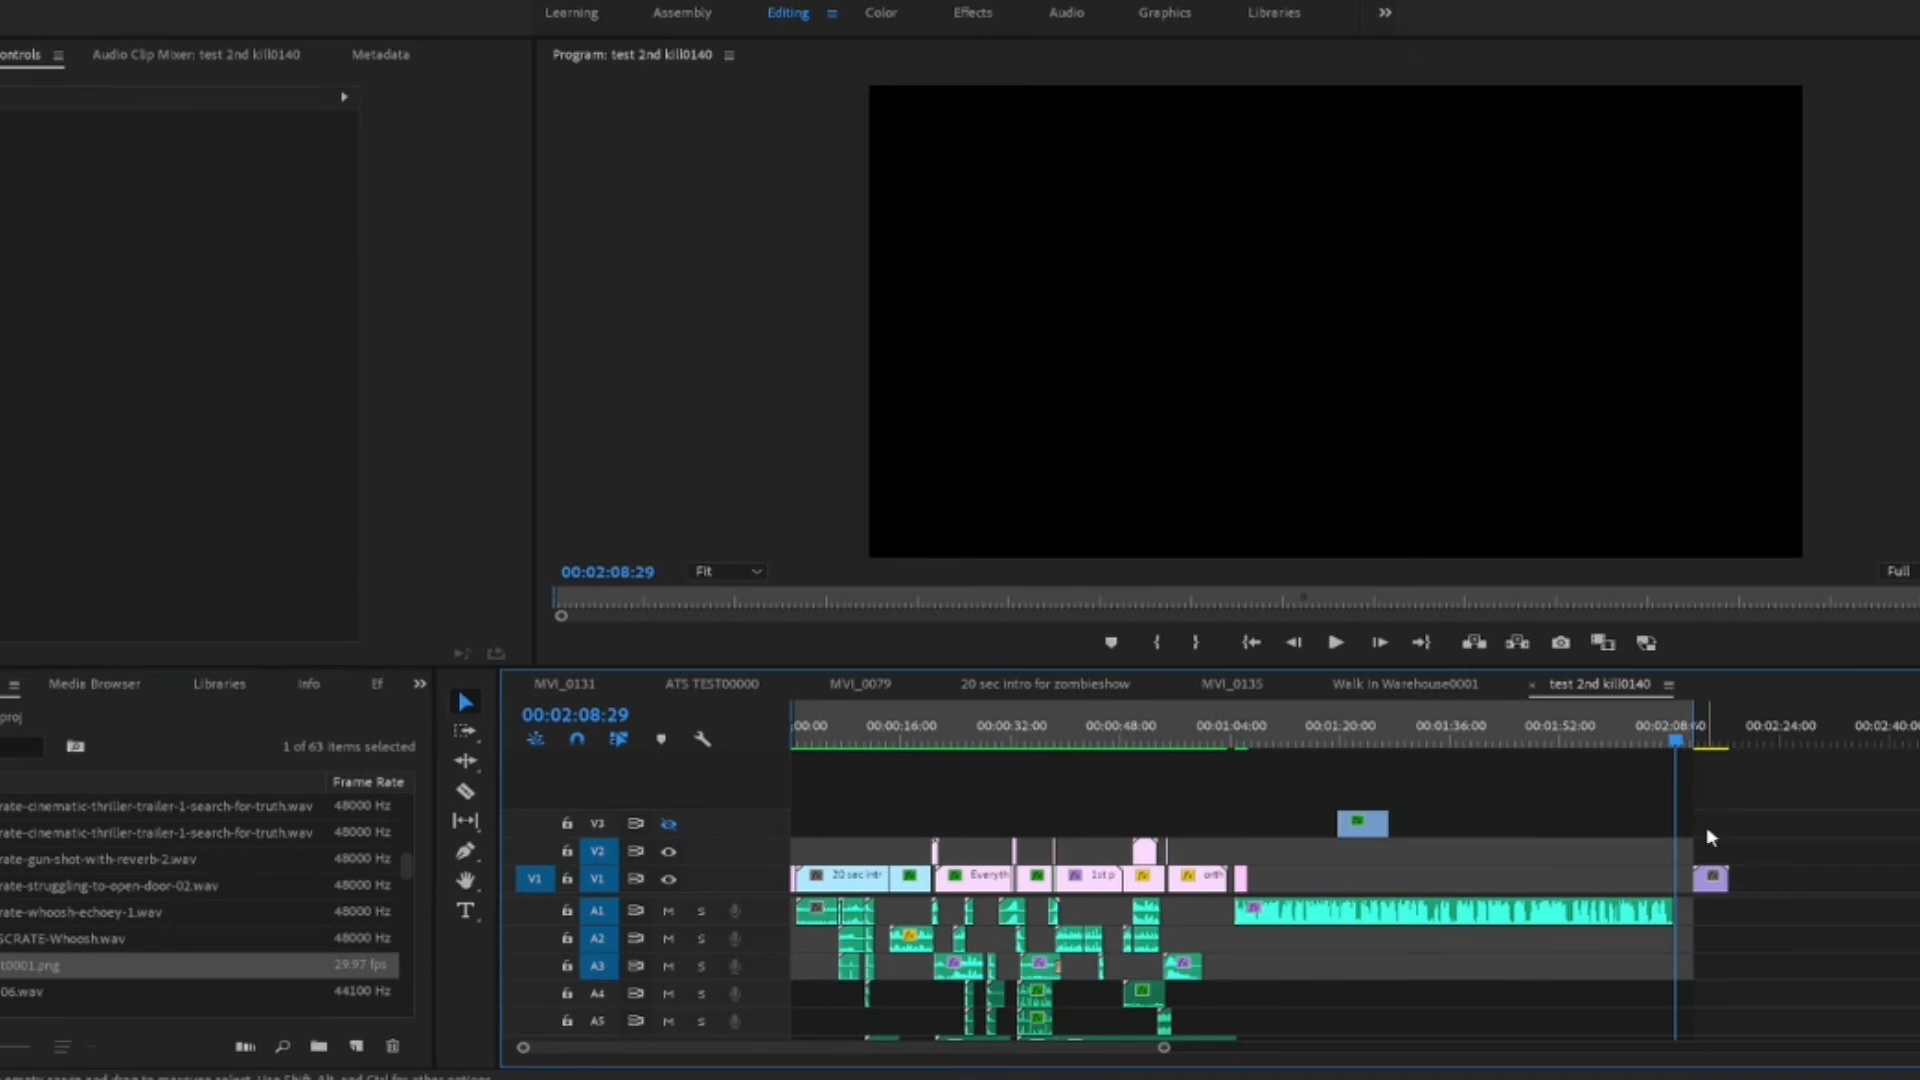 Learning Assembly Editing Color Effects Audio Graphics Libraries
ontrols Audio Clip Mixer: test 2nd kill0140 Metadata
Program: test 2nd kill0140
00:02:08:29 Fit Full
Media Browser Libraries Info Ef
proj
1 of 63 items selected
Frame Rate
rate-cinematic-thriller-trailer-1-search-for-truth.wav 48000 Hz
rate-cinematic-thriller-trailer-1-search-for-truth.wav 48000 Hz
rate-gun-shot-with-reverb-2.wav 48000 Hz
rate-struggling-to-open-door-02.wav 48000 Hz
rate-whoosh-echoey-1.wav 48000 Hz
SCRATE-Whoosh.wav 48000 Hz
t0001.png 29.97 fps
06.wav 44100 Hz
MVI_0131 ATS TEST00000 MVI_0079 20 sec intro for zombieshow MVI_0135 Walk In Warehouse0001 × test 2nd kill0140
00:02:08:29
:00:00 00:00:16:00 00:00:32:00 00:00:48:00 00:01:04:00 00:01:20:00 00:01:36:00 00:01:52:00 00:02:08:00 00:02:24:00 00:02:40:00
V3
V2
V1 V1 20 sec intr Everyth 1st p orth
A1 M S
A2 M S
A3 M S
A4 M S
A5 M S